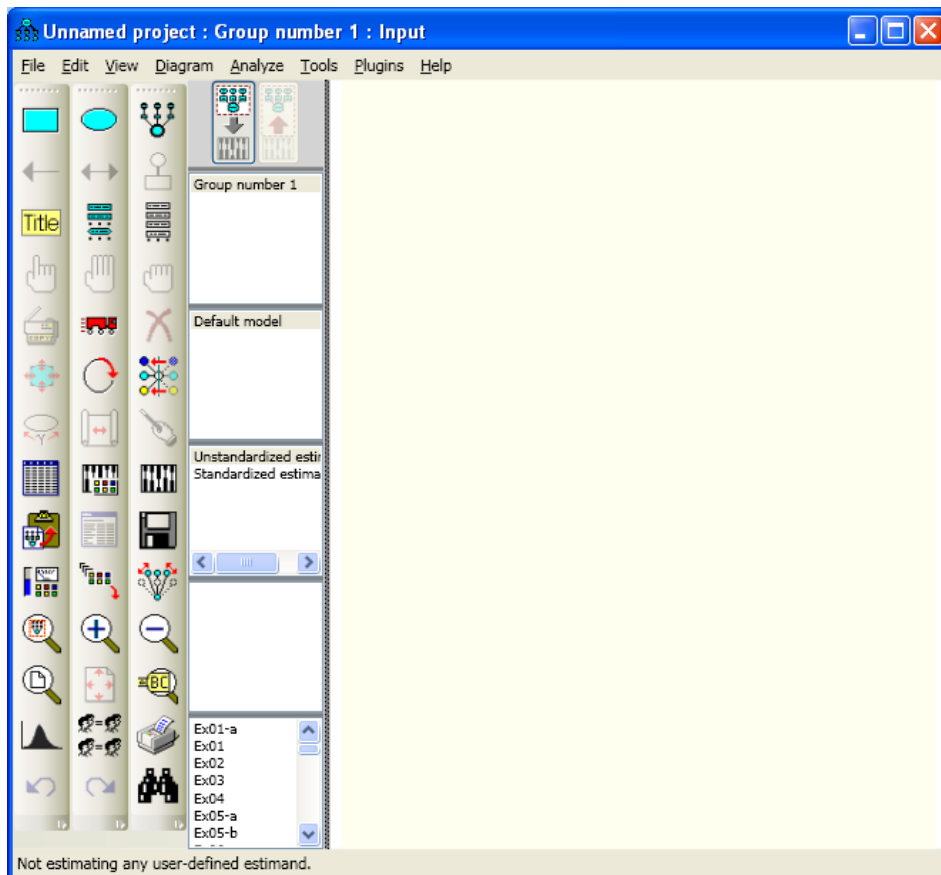 Unnamed project : Group number 1 : Input
File Edit View Diagram Analyze Tools Plugins Help
Title
Group number 1
Default model
Unstandardized estin
Standardized estima
Ex01-a
Ex01
Ex02
Ex03
Ex04
Ex05-a
Ex05-b
Not estimating any user-defined estimand.